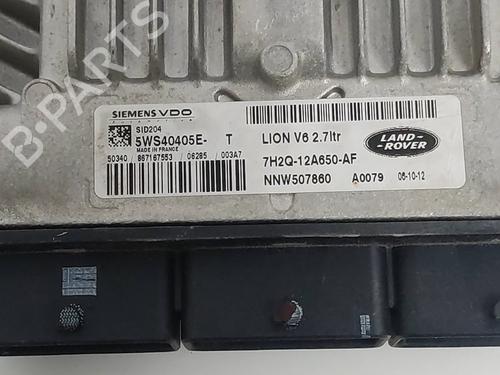 B-PARTS
SIEMENS VDO
SID204
5WS40405E- T
MADE IN FRANCE
50340 867167553 06285 003A7
LION V6 2.7ltr
7H2Q-12A650-AF
NNW507860 A0079 06-10-12
LAND-
ROVER